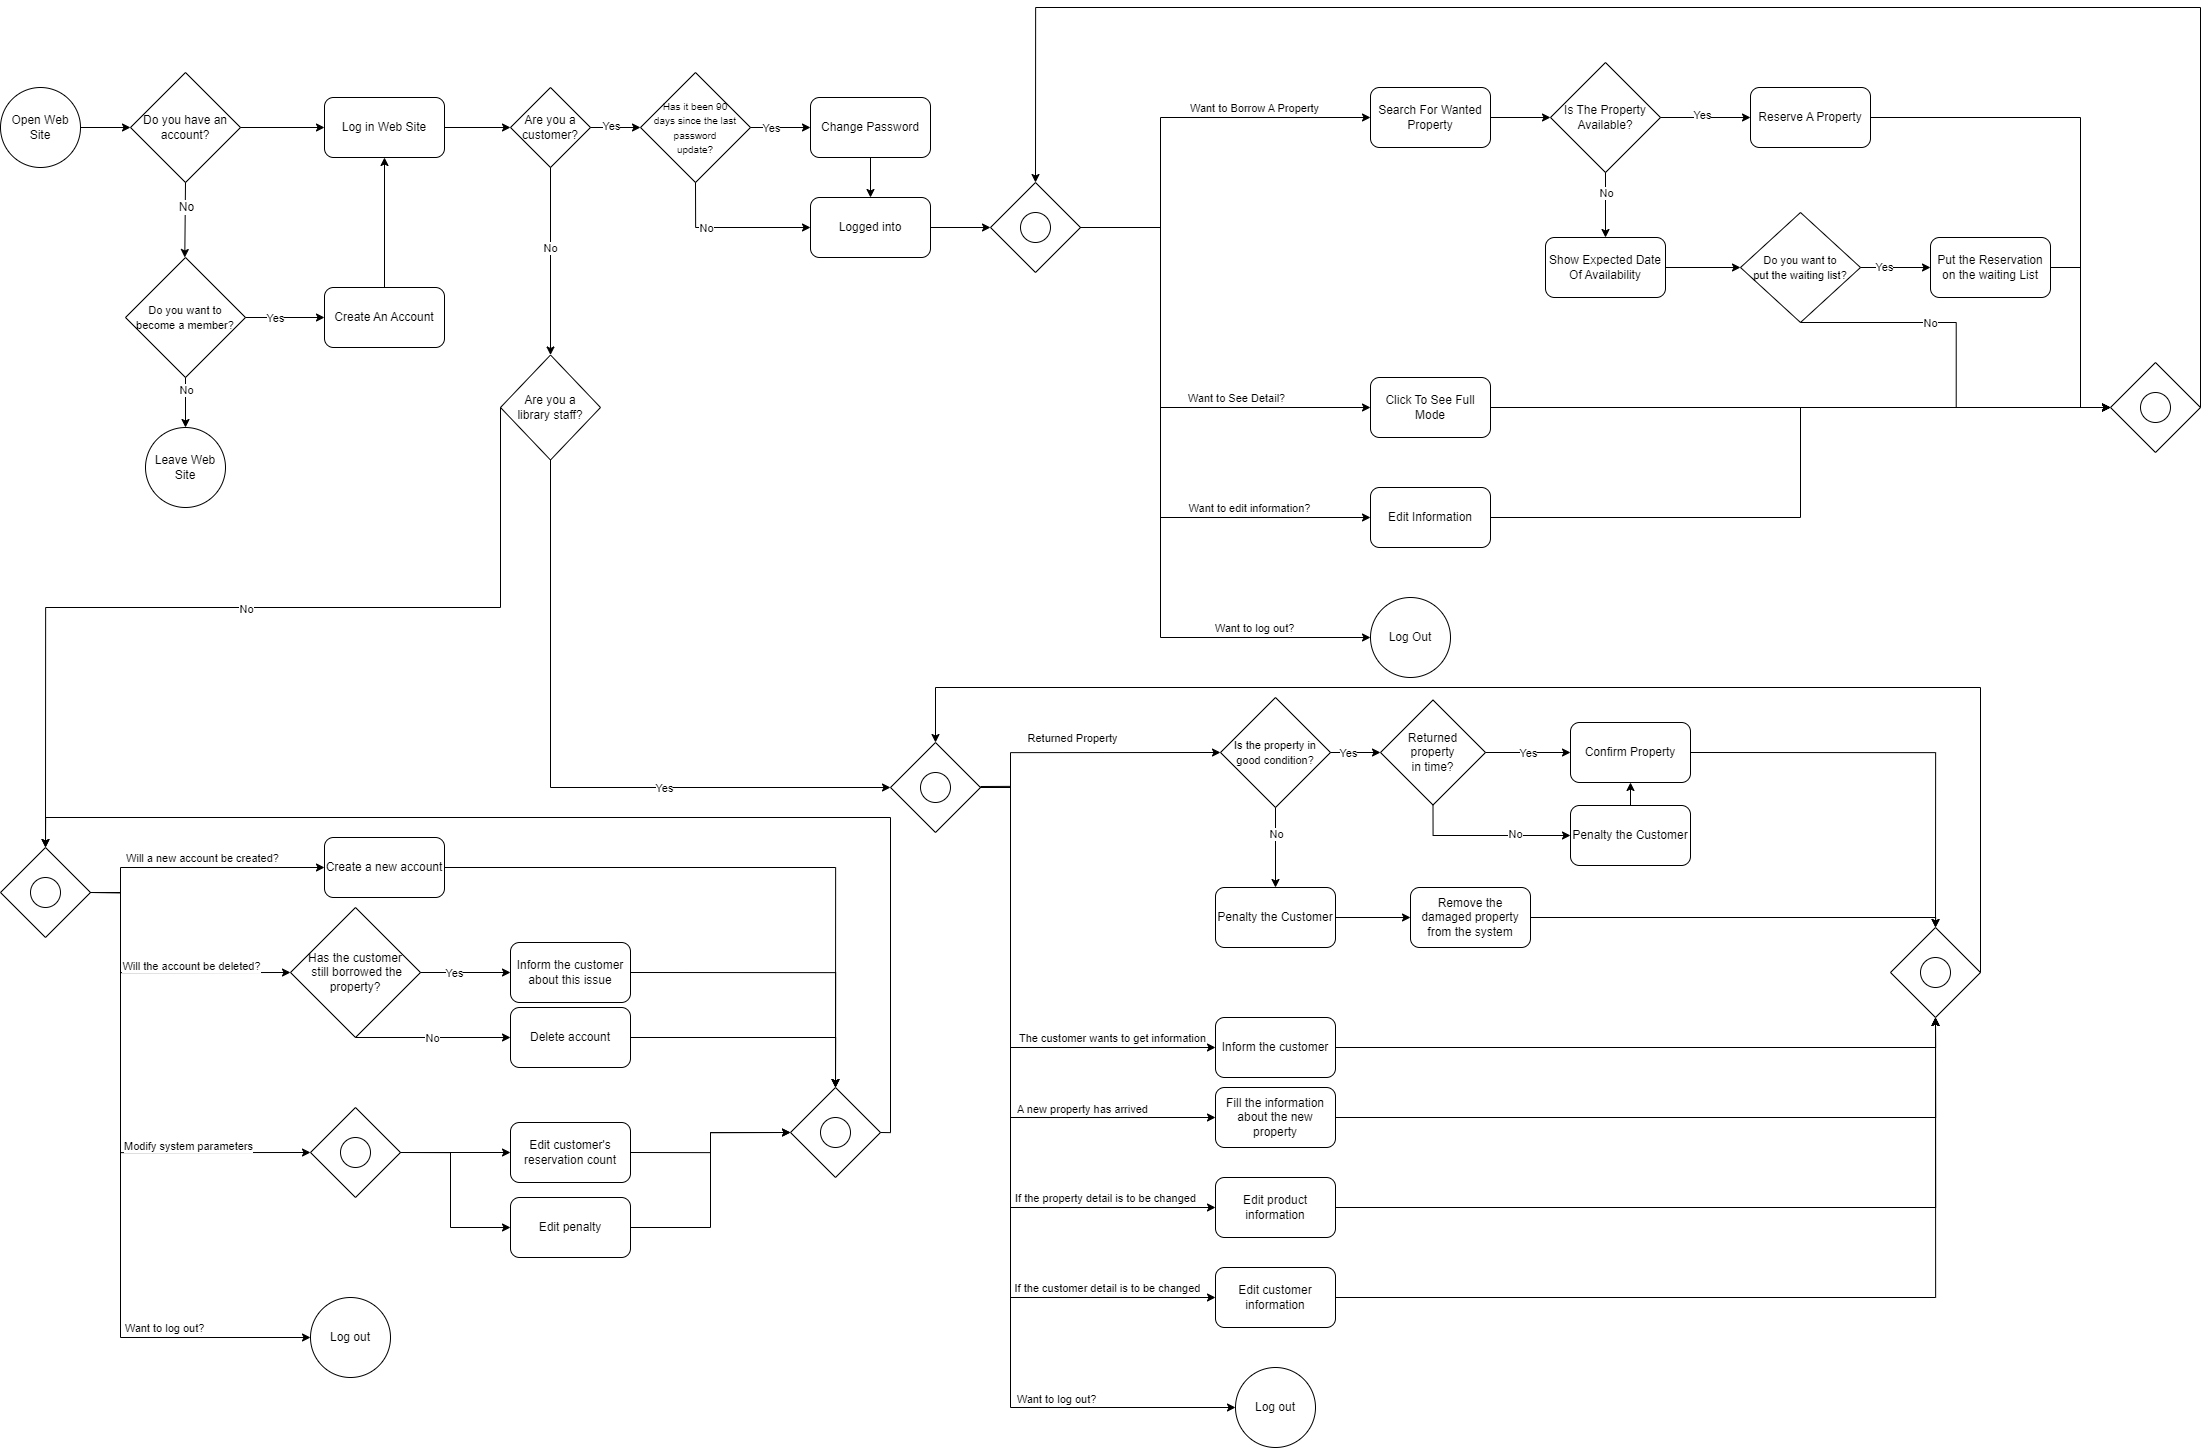 Open Web
Site
Do you have an
account?
Log in Web Site
Are you a
customer?
Yes
Has it been 90
days since the last
password
update?
Yes
Change Password
No
Logged into
No
Do you want to
become a member?
Yes
Create An Account
No
Leave Web
Site
No
Are you a
library staff?
Want to Borrow A Property
Search For Wanted
Property
Is The Property
Available?
Yes
Reserve A Property
No
Show Expected Date
Of Availability
Do you want to
put the waiting list?
Yes
Put the Reservation
on the waiting List
No
Want to See Detail?
Click To See Full
Mode
Want to edit information?
Edit Information
Want to log out?
Log Out
No
Yes
Returned Property
Is the property in
good condition?
Yes
Returned
property
in time?
Yes
Confirm Property
No
Penalty the Customer
No
Penalty the Customer
Remove the
damaged property
from the system
The customer wants to get information
Inform the customer
A new property has arrived
Fill the information
about the new
property
If the property detail is to be changed
Edit product
information
If the customer detail is to be changed
Edit customer
information
Want to log out?
Log out
Will a new account be created?
Create a new account
Will the account be deleted?
Has the customer
still borrowed the
property?
Yes
Inform the customer
about this issue
No
Delete account
Modify system parameters
Edit customer's
reservation count
Edit penalty
Want to log out?
Log out